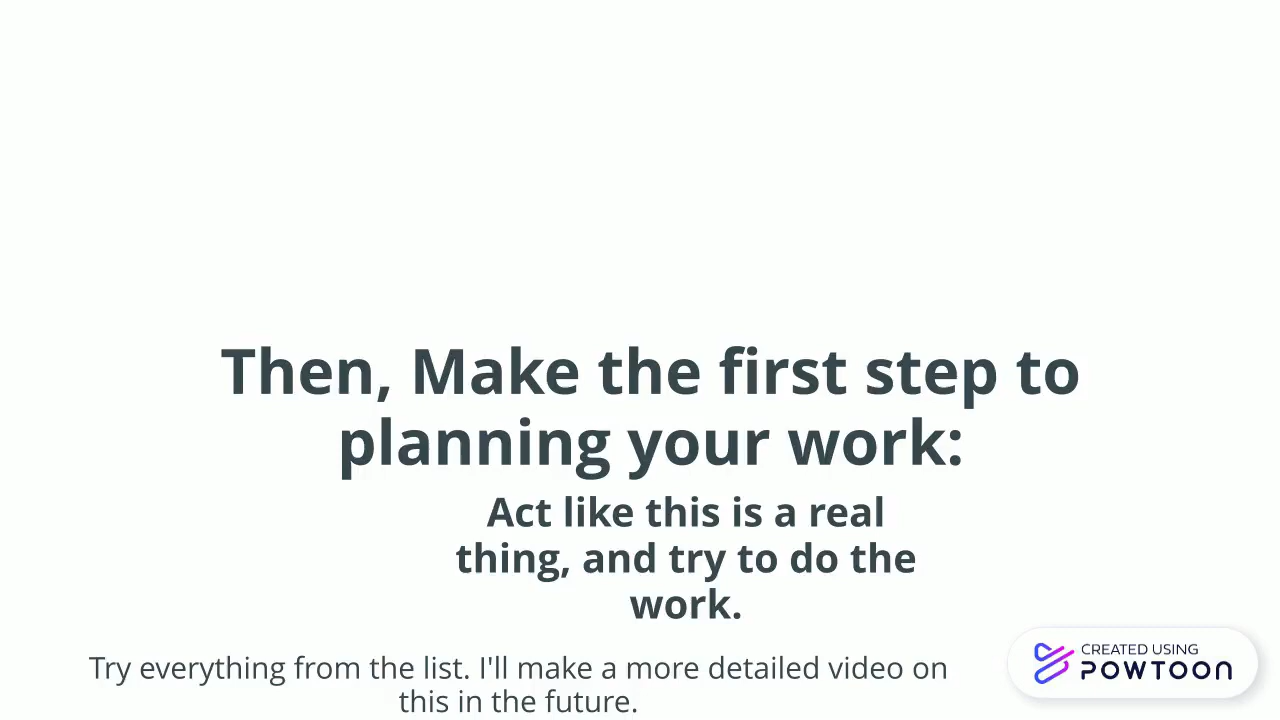 Then, Make the first step to
planning your work:
Act like this is a real
thing, and try to do the
work.
Try everything from the list. I'll make a more detailed video on
this in the future.
CREATED USING
POWTOON